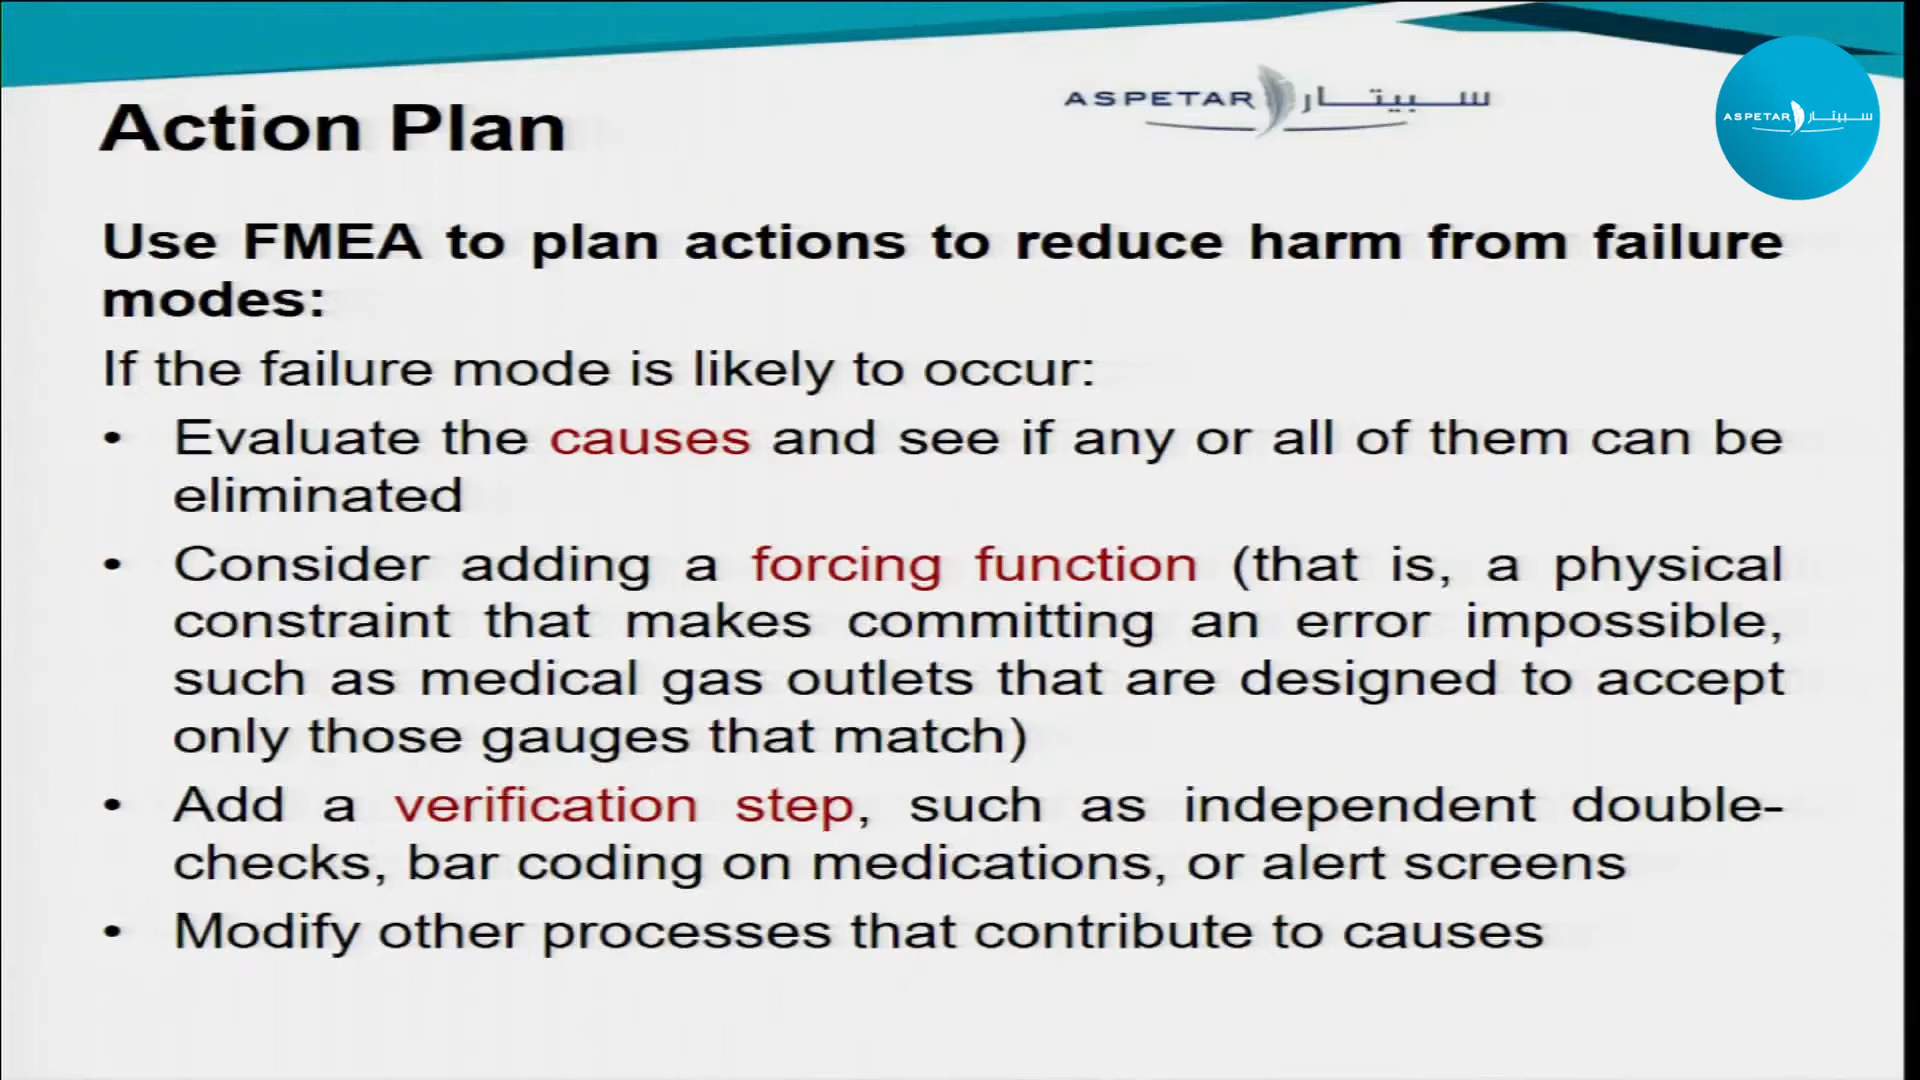 ASPETAR سبيتار
ASPETAR سبيتار
Action Plan
Use FMEA to plan actions to reduce harm from failure
modes:
If the failure mode is likely to occur:
• Evaluate the causes and see if any or all of them can be
eliminated
• Consider adding a forcing function (that is, a physical
constraint that makes committing an error impossible,
such as medical gas outlets that are designed to accept
only those gauges that match)
• Add a verification step, such as independent double-
checks, bar coding on medications, or alert screens
• Modify other processes that contribute to causes